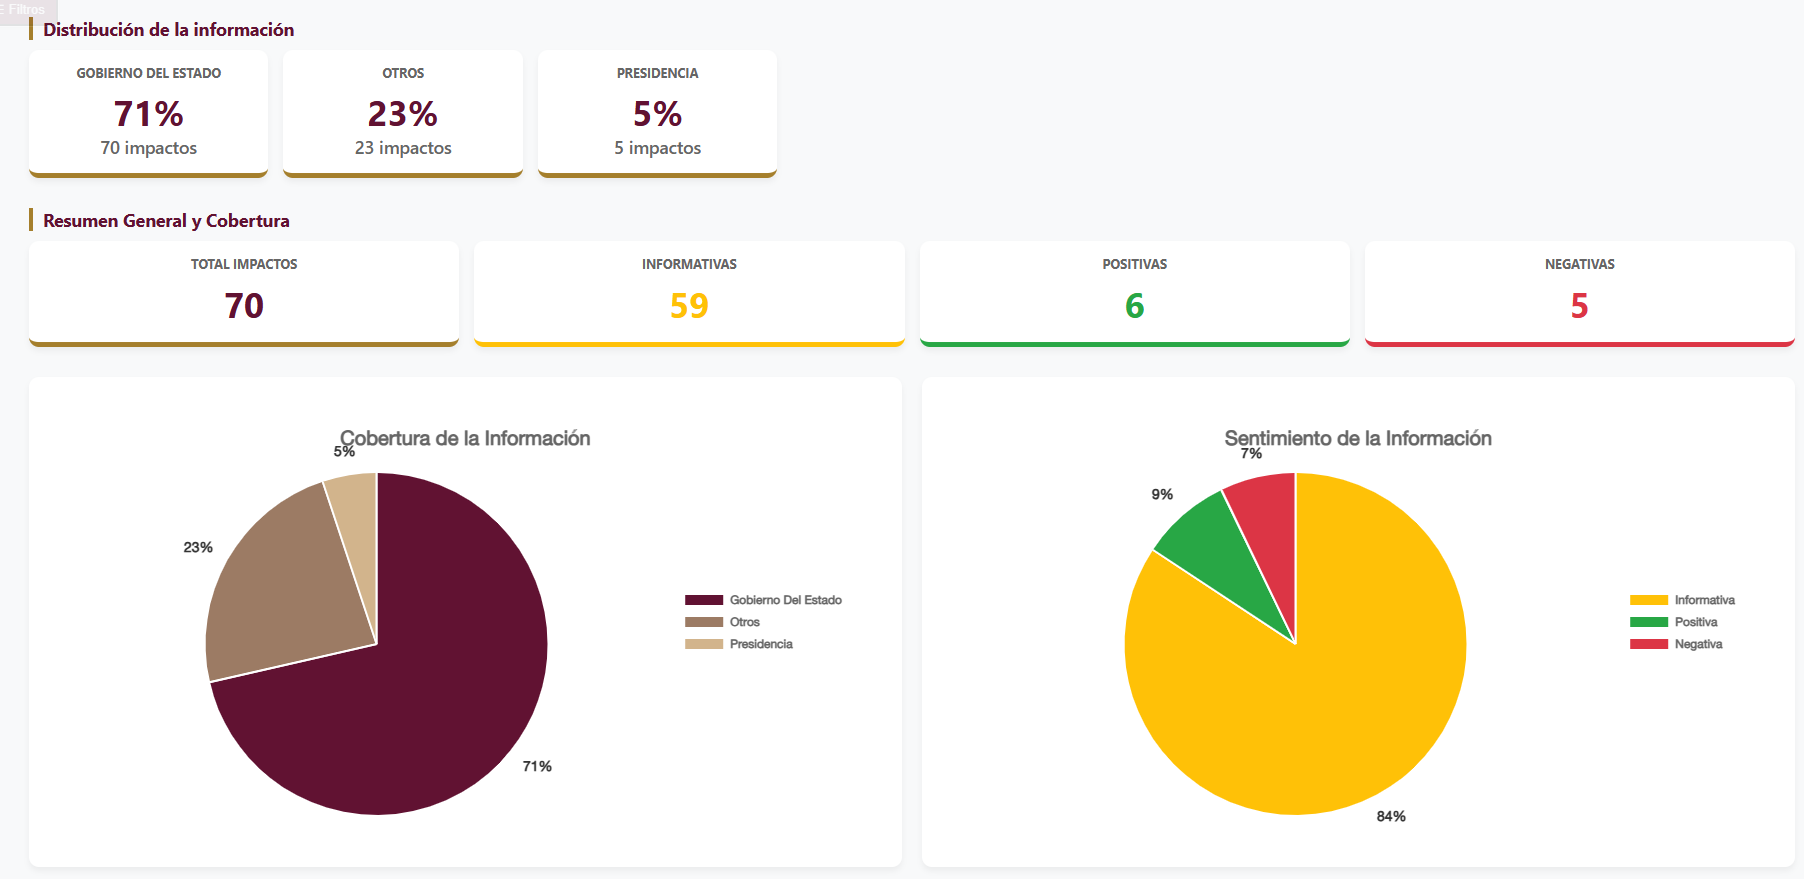 Filtros
Distribución de la información
GOBIERNO DEL ESTADO
71%
70 impactos
OTROS
23%
23 impactos
PRESIDENCIA
5%
5 impactos
Resumen General y Cobertura
TOTAL IMPACTOS
70
INFORMATIVAS
59
POSITIVAS
6
NEGATIVAS
5
Cobertura de la Información
5%
23%
71%
Gobierno Del Estado
Otros
Presidencia
Sentimiento de la Información
7%
9%
84%
Informativa
Positiva
Negativa